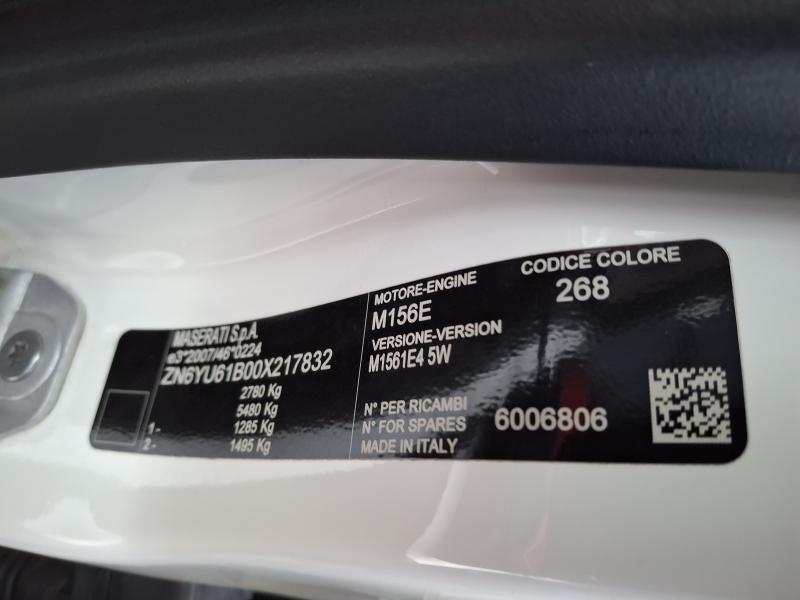 MASERATI S.p.A.
e3*2007/46*0224
ZN6YU61B00X217832
2780 Kg
5480 Kg
1- 1285 Kg
2- 1495 Kg
MOTORE-ENGINE
M156E
VERSIONE-VERSION
M1561E4 5W
N° PER RICAMBI
N° FOR SPARES
MADE IN ITALY
6006806
CODICE COLORE
268